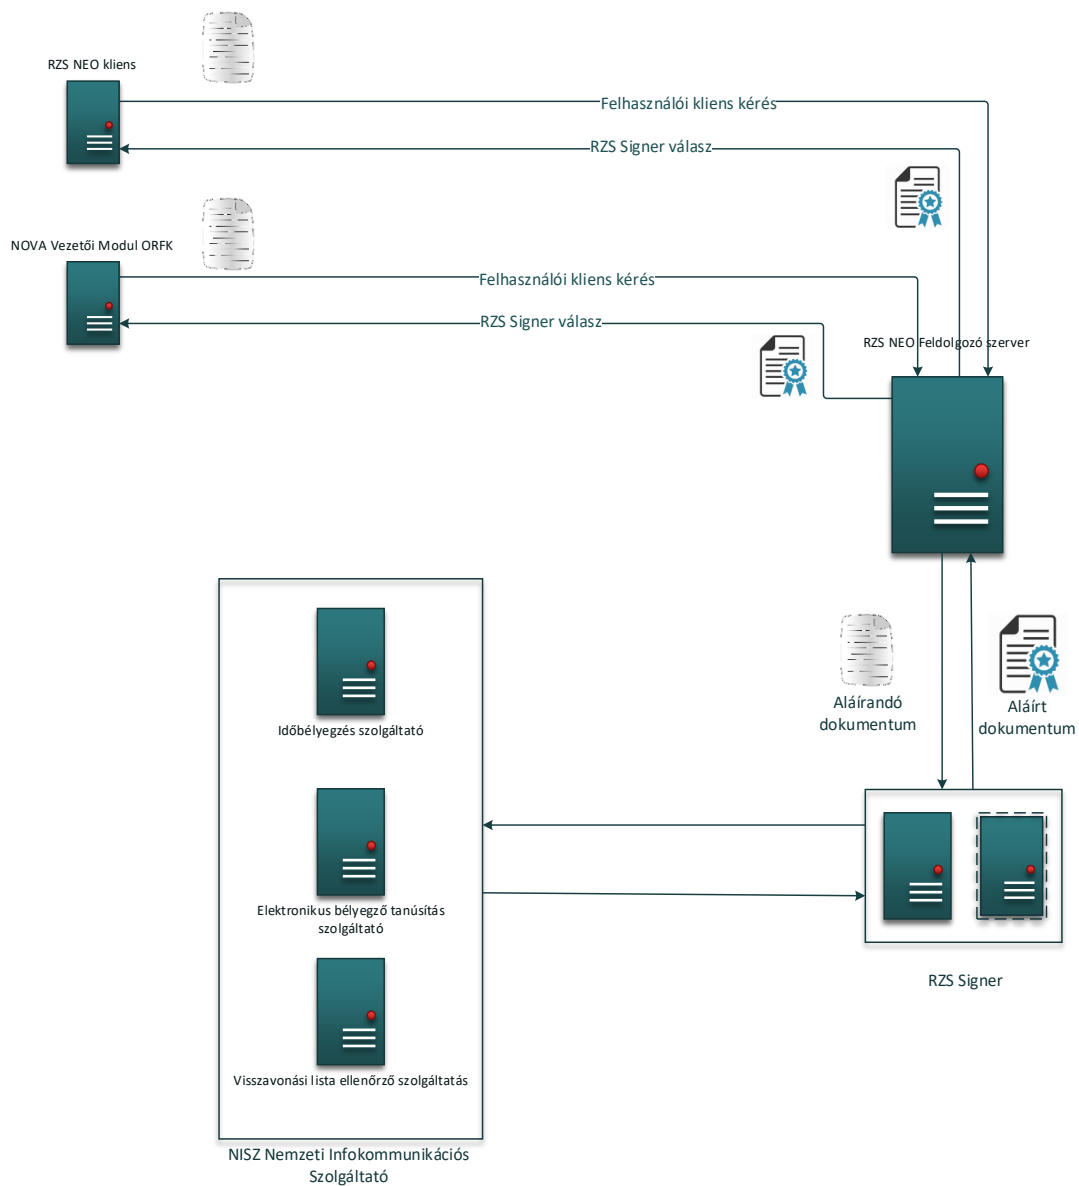 RZS NEO kliens
Felhasználói kliens kérés
RZS Signer válasz
NOVA Vezetői Modul ORFK
Felhasználói kliens kérés
RZS Signer válasz
RZS NEO Feldolgozó szerver
Aláírandó
dokumentum
Aláírt
dokumentum
Időbélyegzés szolgáltató
Elektronikus bélyegző tanúsítás
szolgáltató
RZS Signer
Visszavonási lista ellenőrző szolgáltatás
NISZ Nemzeti Infokommunikációs
Szolgáltató